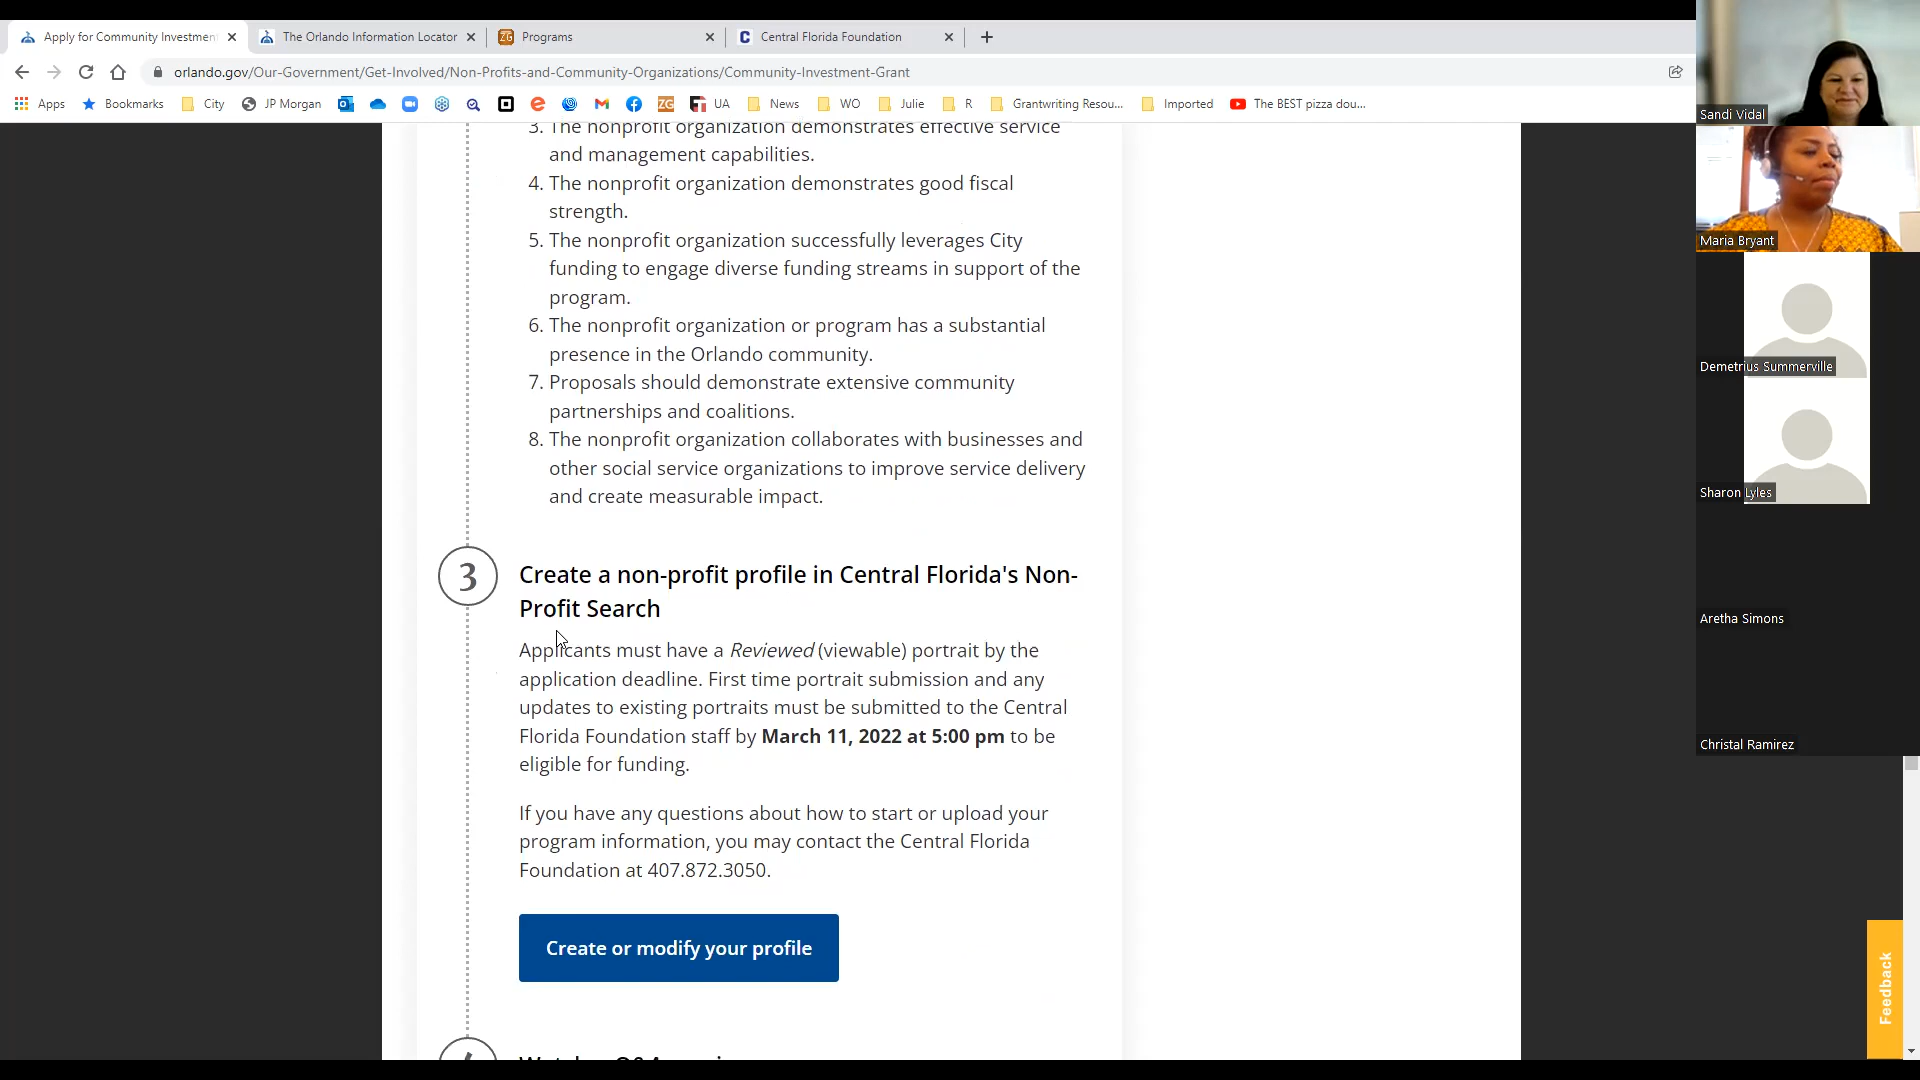 Apply for Community Investment
The Orlando Information Locator
ZG Programs
C Central Florida Foundation
orlando.gov/Our-Government/Get-Involved/Non-Profits-and-Community-Organizations/Community-Investment-Grant
Apps Bookmarks City JP Morgan ZG UA News WO Julie R Grantwriting Resou... Imported The BEST pizza dou...
3. The nonprofit organization demonstrates effective service
and management capabilities.
4. The nonprofit organization demonstrates good fiscal
strength.
5. The nonprofit organization successfully leverages City
funding to engage diverse funding streams in support of the
program.
6. The nonprofit organization or program has a substantial
presence in the Orlando community.
7. Proposals should demonstrate extensive community
partnerships and coalitions.
8. The nonprofit organization collaborates with businesses and
other social service organizations to improve service delivery
and create measurable impact.
3
Create a non-profit profile in Central Florida's Non-
Profit Search
Applicants must have a Reviewed (viewable) portrait by the
application deadline. First time portrait submission and any
updates to existing portraits must be submitted to the Central
Florida Foundation staff by March 11, 2022 at 5:00 pm to be
eligible for funding.
If you have any questions about how to start or upload your
program information, you may contact the Central Florida
Foundation at 407.872.3050.
Create or modify your profile
Sandi Vidal
Maria Bryant
Demetrius Summerville
Sharon Lyles
Aretha Simons
Christal Ramirez
Feedback